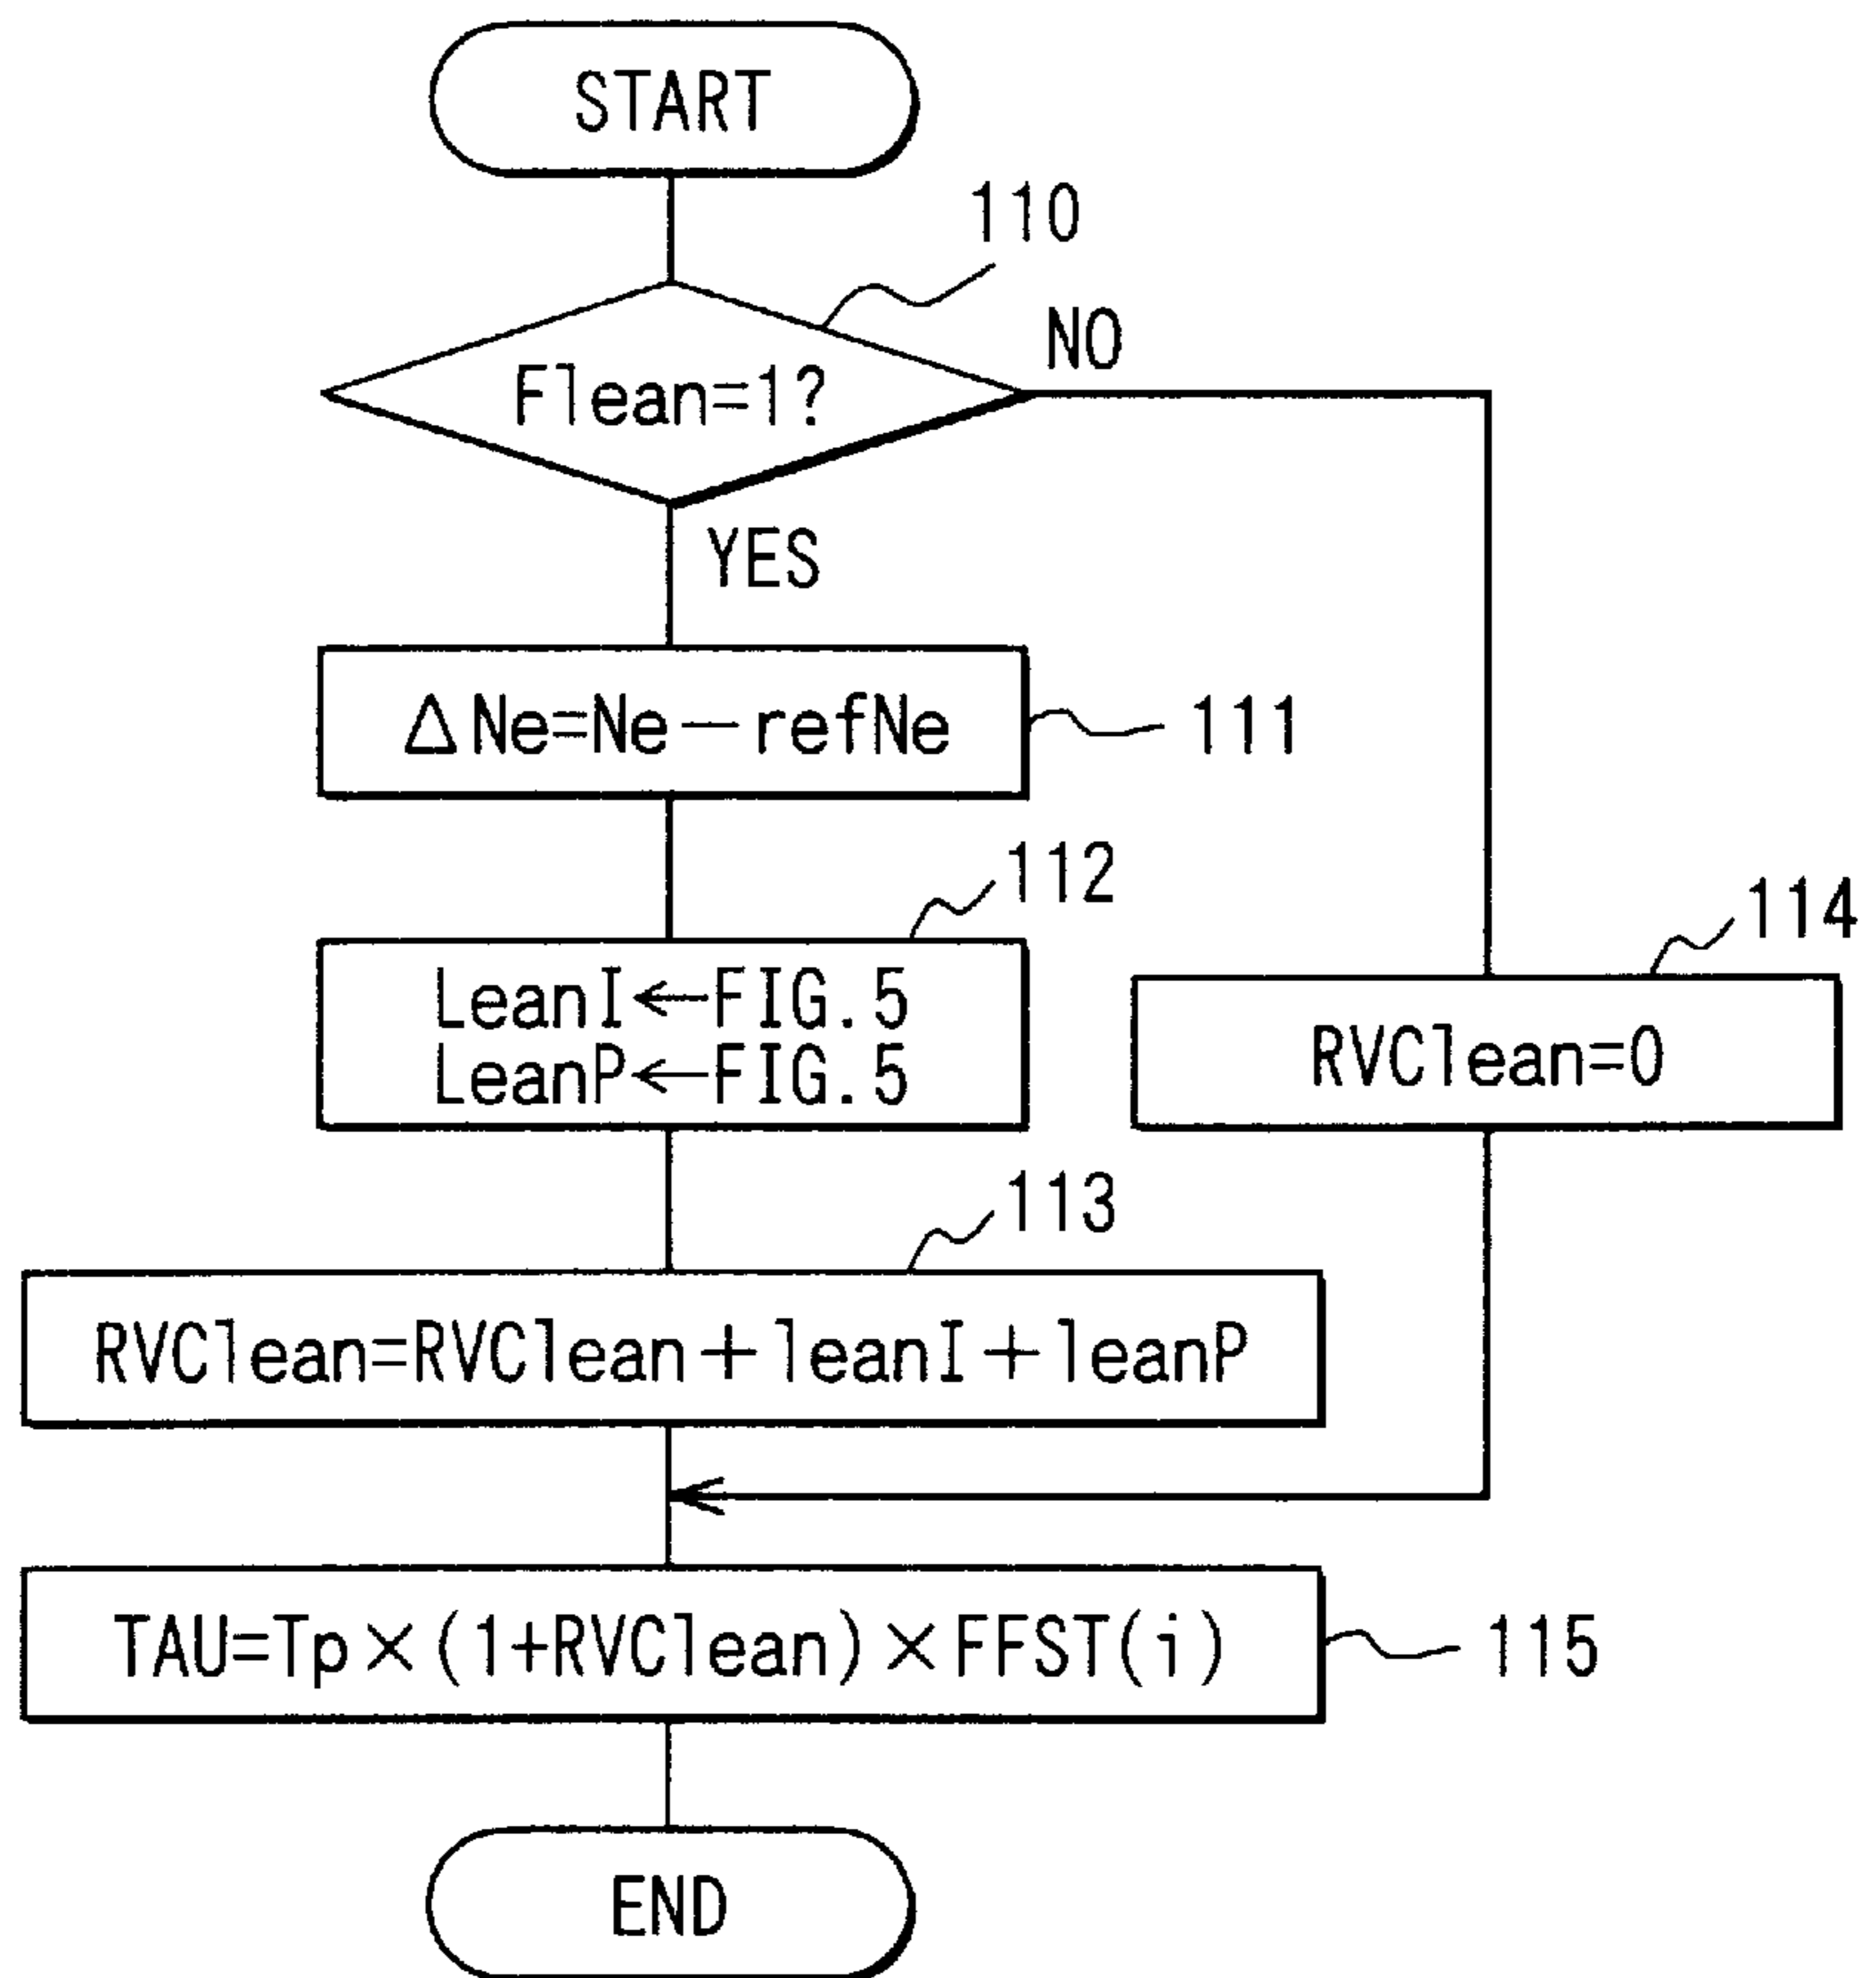 START
110
Flean=1?
NO
YES
ΔNe=Ne−refNe
111
112
LeanI←FIG.5
LeanP←FIG.5
114
RVClean=0
113
RVClean=RVClean+leanI+leanP
TAU=Tp×(1+RVClean)×FFST(i)
115
END